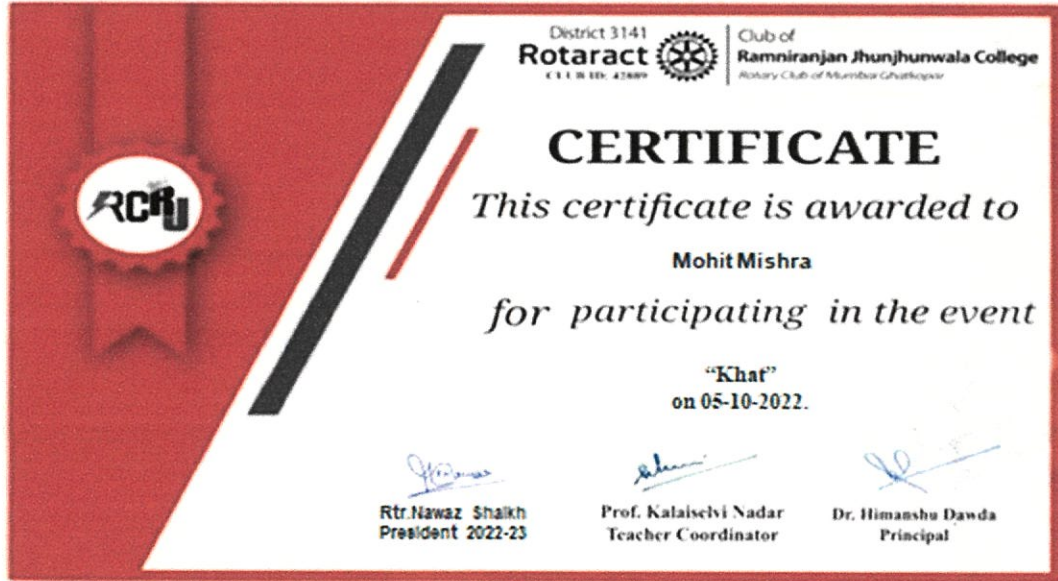 RCRJ
District 3141
Rotaract
CLUB ID: 42889
Club of
Ramniranjan Jhunjhunwala College
Rotary Club of Mumbai Ghatkopar
CERTIFICATE
This certificate is awarded to
Mohit Mishra
for participating in the event
“Khat”
on 05-10-2022.
Rtr.Nawaz Shaikh
President 2022-23
Prof. Kalaiselvi Nadar
Teacher Coordinator
Dr. Himanshu Dawda
Principal